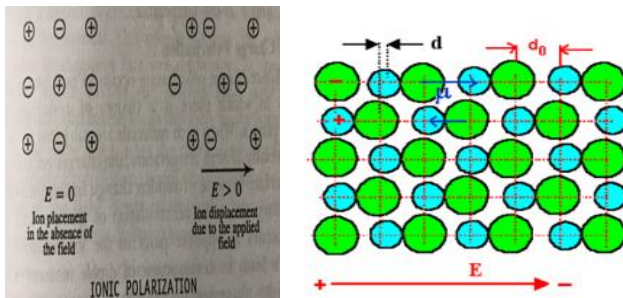 E = 0
Ion placement
in the absence of
the field
E > 0
Ion displacement
due to the applied
field
IONIC POLARIZATION
d
d₀
μ
−
+
E
+ −